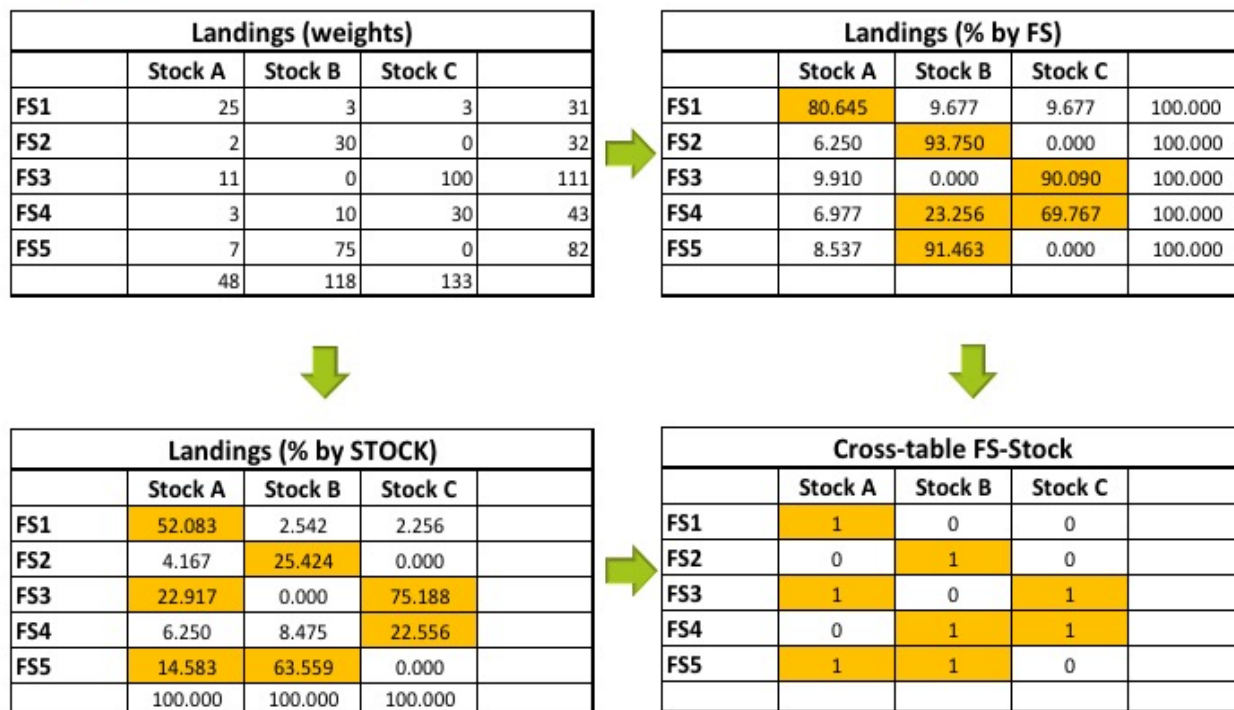 Landings (weights)
Stock A Stock B Stock C
FS1 25 3 3 31
FS2 2 30 0 32
FS3 11 0 100 111
FS4 3 10 30 43
FS5 7 75 0 82
48 118 133
Landings (% by FS)
Stock A Stock B Stock C
FS1 80.645 9.677 9.677 100.000
FS2 6.250 93.750 0.000 100.000
FS3 9.910 0.000 90.090 100.000
FS4 6.977 23.256 69.767 100.000
FS5 8.537 91.463 0.000 100.000
Landings (% by STOCK)
Stock A Stock B Stock C
FS1 52.083 2.542 2.256
FS2 4.167 25.424 0.000
FS3 22.917 0.000 75.188
FS4 6.250 8.475 22.556
FS5 14.583 63.559 0.000
100.000 100.000 100.000
Cross-table FS-Stock
Stock A Stock B Stock C
FS1 1 0 0
FS2 0 1 0
FS3 1 0 1
FS4 0 1 1
FS5 1 1 0